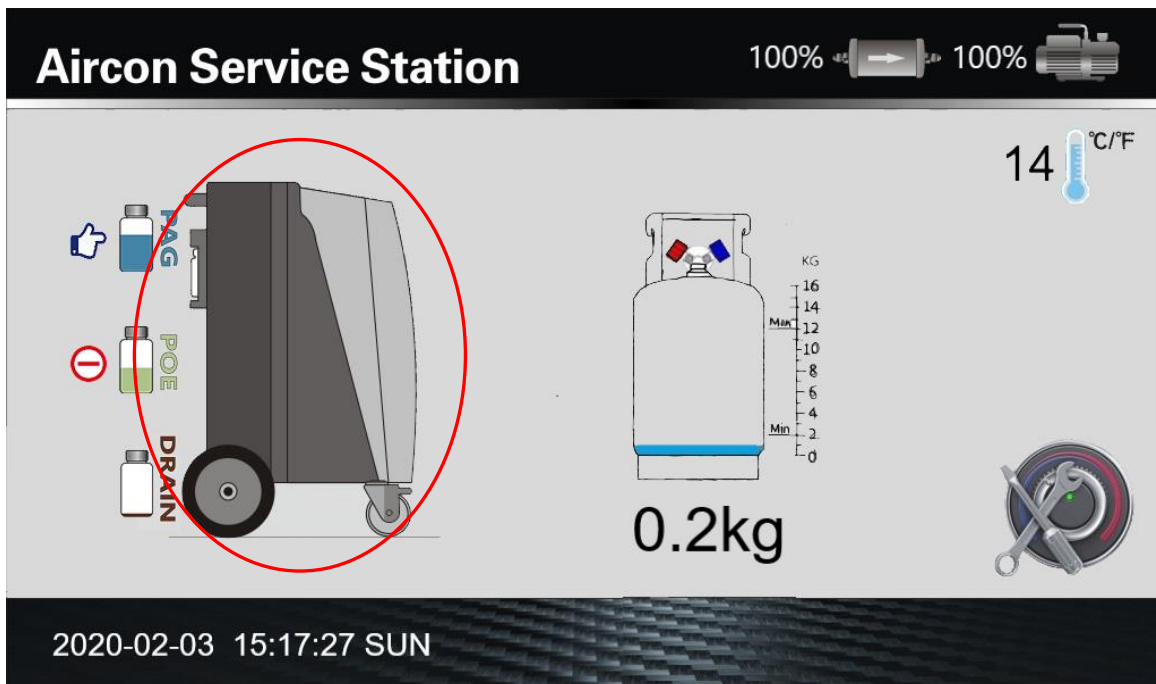 Aircon Service Station
100%
100%
14 °C/°F
PAG
POE
DRAIN
KG
16
14
Max 12
10
8
6
4
Min 2
0
0.2kg
2020-02-03 15:17:27 SUN